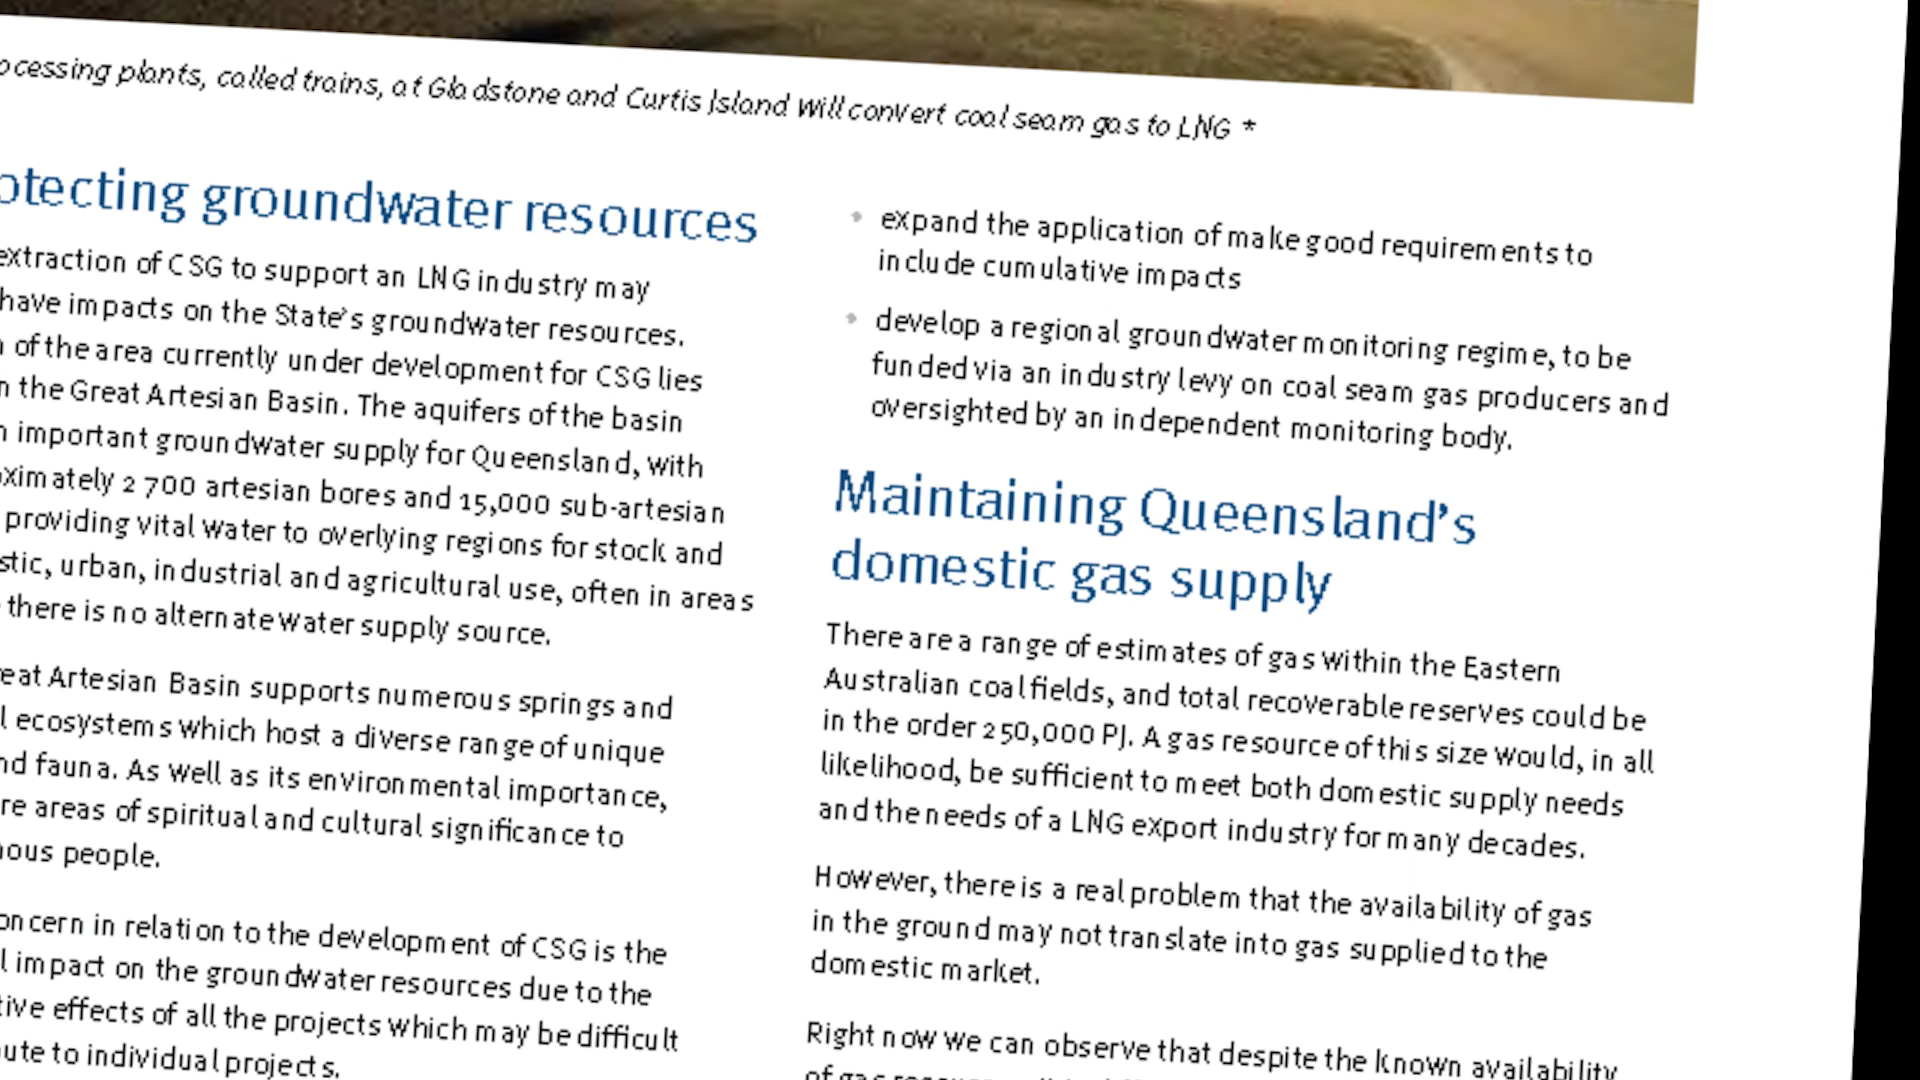 processing plants, called trains, at Gladstone and Curtis Island will convert coal seam gas to LNG *
otecting groundwater resources
extraction of CSG to support an LNG industry may
have impacts on the State's groundwater resources.
of the area currently under development for CSG lies
the Great Artesian Basin. The aquifers of the basin
important groundwater supply for Queensland, with
ximately 2 700 artesian bores and 15,000 sub-artesian
providing vital water to overlying regions for stock and
stic, urban, industrial and agricultural use, often in areas
there is no alternate water supply source.
reat Artesian Basin supports numerous springs and
l ecosystems which host a diverse range of unique
nd fauna. As well as its environmental importance,
re areas of spiritual and cultural significance to
nous people.
oncern in relation to the development of CSG is the
l impact on the groundwater resources due to the
tive effects of all the projects which may be difficult
bute to individual projects.
• expand the application of make good requirements to
include cumulative impacts
• develop a regional groundwater monitoring regime, to be
funded via an industry levy on coal seam gas producers and
oversighted by an independent monitoring body.
Maintaining Queensland's
domestic gas supply
There are a range of estimates of gas within the Eastern
Australian coal fields, and total recoverable reserves could be
in the order 250,000 PJ. A gas resource of this size would, in all
likelihood, be sufficient to meet both domestic supply needs
and the needs of a LNG export industry for many decades.
However, there is a real problem that the availability of gas
in the ground may not translate into gas supplied to the
domestic market.
Right now we can observe that despite the known availability
of gas